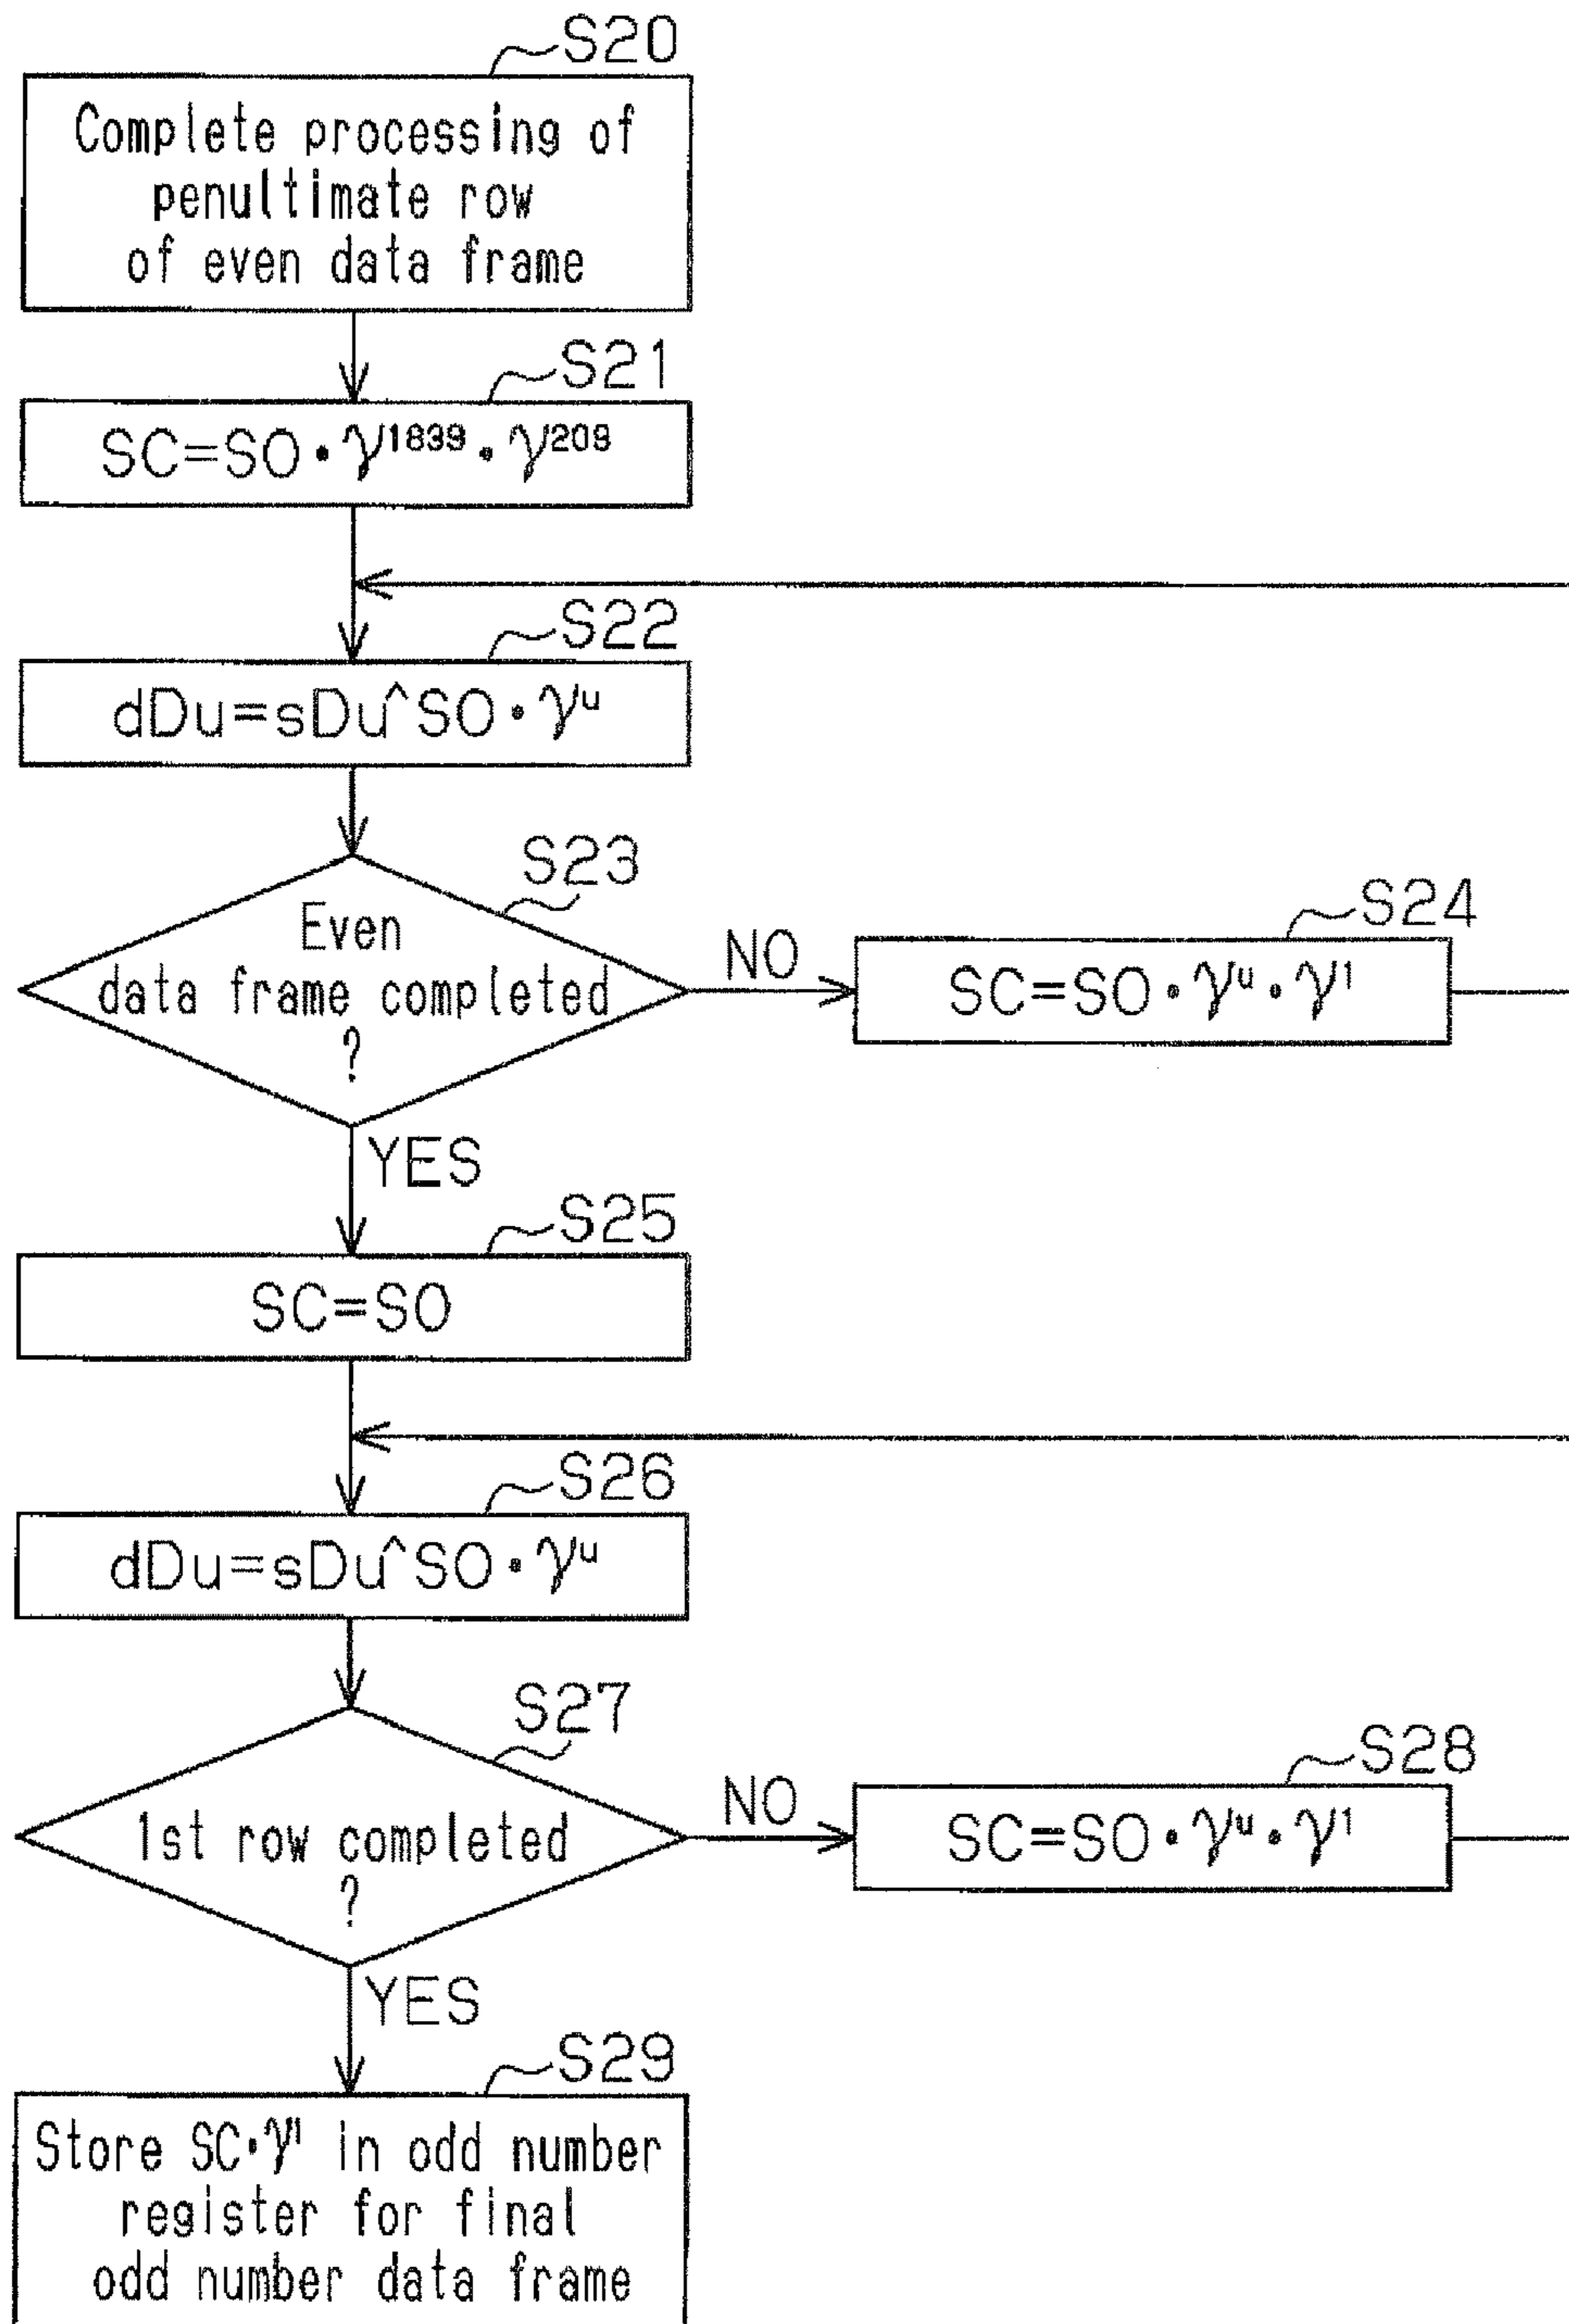 S20
Complete processing of
penultimate row
of even data frame
S21
SC=SO·γ¹⁸³⁹·γ²⁰⁹
S22
dDu=sDu^SO·γᵘ
S23
Even
data frame completed
?
NO
S24
SC=SO·γᵘ·γ¹
YES
S25
SC=SO
S26
dDu=sDu^SO·γᵘ
S27
1st row completed
?
NO
S28
SC=SO·γᵘ·γ¹
YES
S29
Store SC·γ¹ in odd number
register for final
odd number data frame